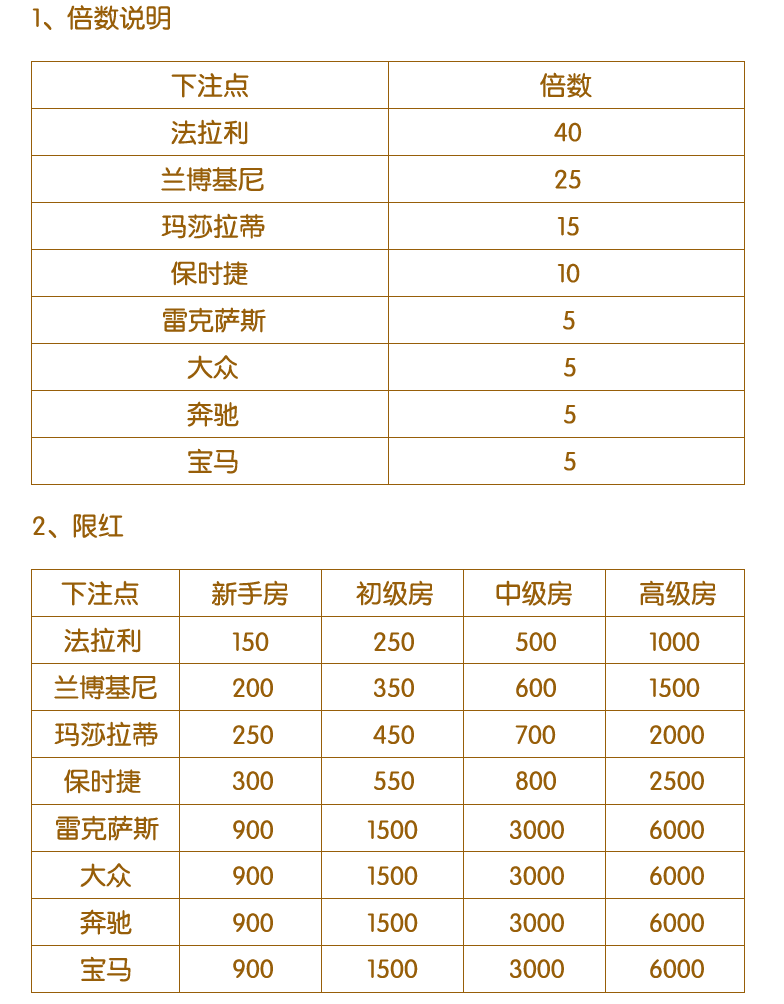 1、倍数说明
下注点 倍数
法拉利 40
兰博基尼 25
玛莎拉蒂 15
保时捷 10
雷克萨斯 5
大众 5
奔驰 5
宝马 5
2、限红
下注点 新手房 初级房 中级房 高级房
法拉利 150 250 500 1000
兰博基尼 200 350 600 1500
玛莎拉蒂 250 450 700 2000
保时捷 300 550 800 2500
雷克萨斯 900 1500 3000 6000
大众 900 1500 3000 6000
奔驰 900 1500 3000 6000
宝马 900 1500 3000 6000